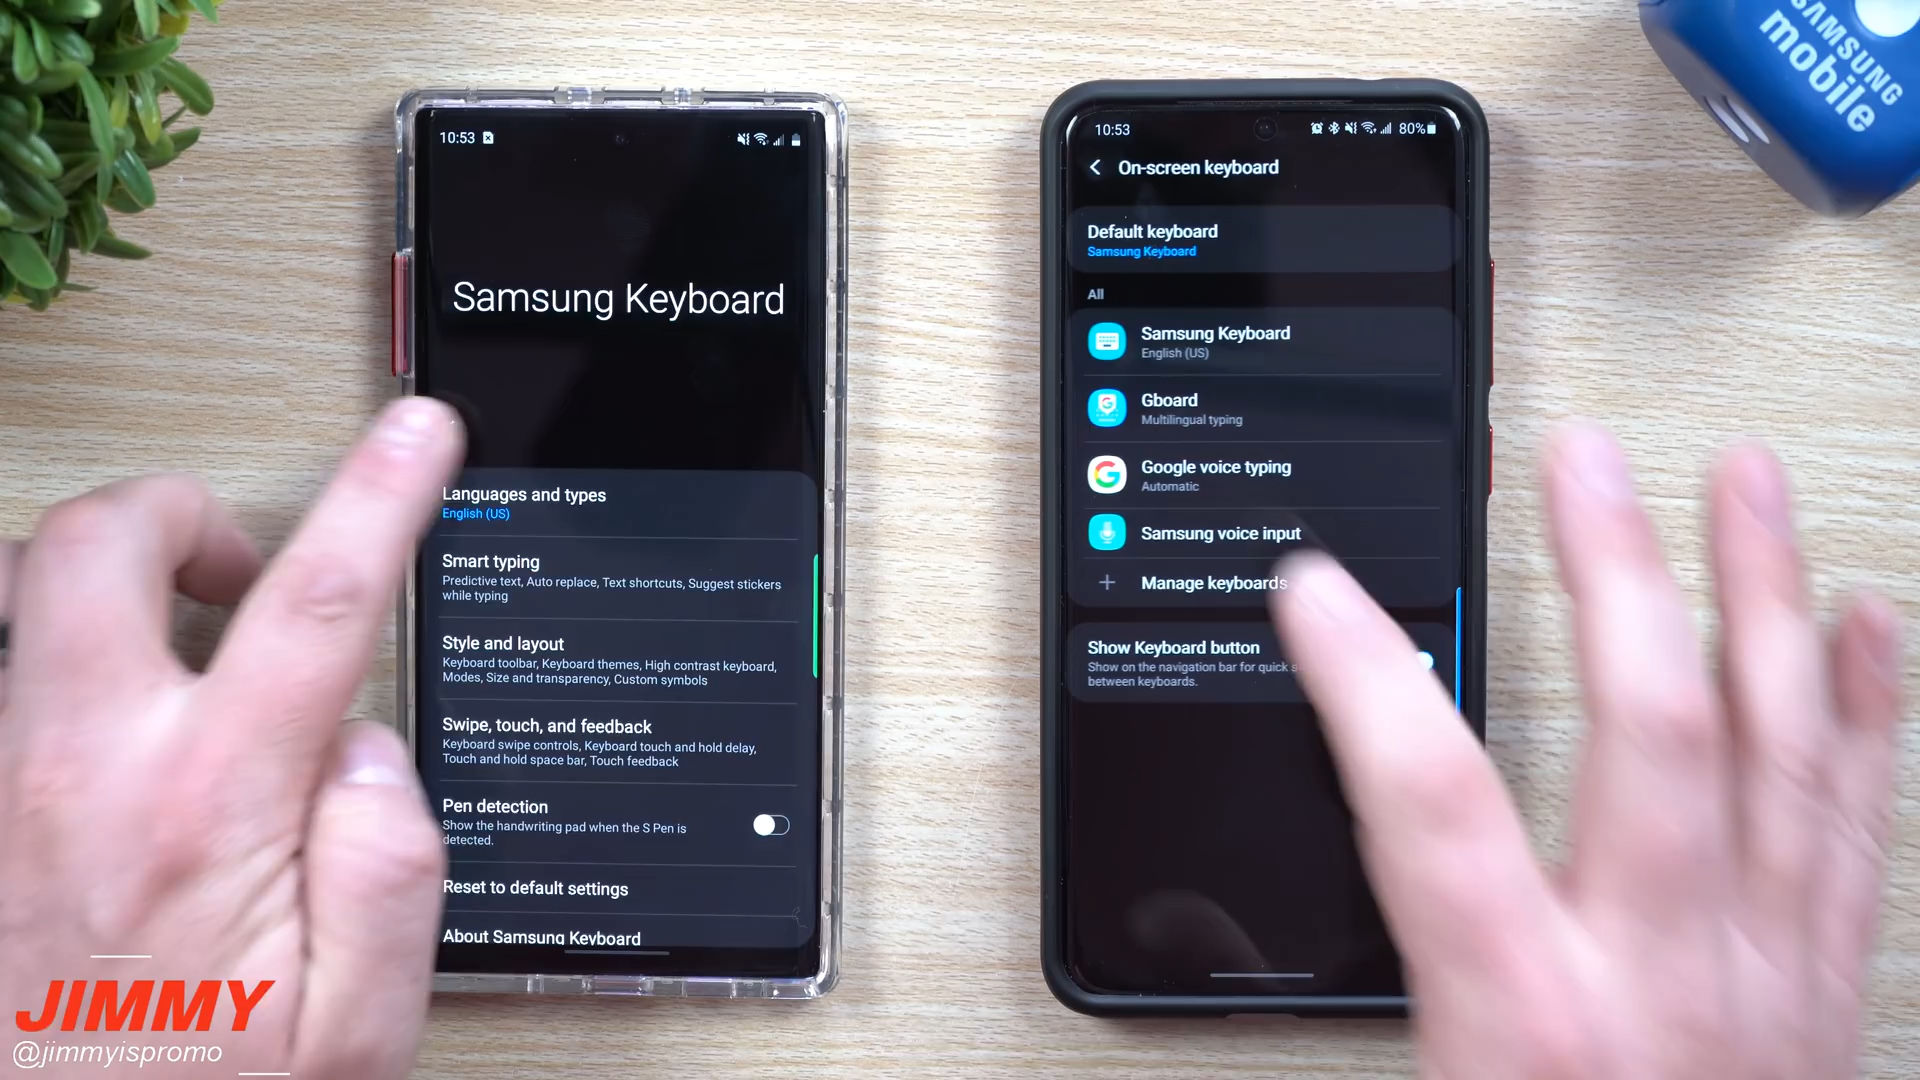 10:53
Samsung Keyboard
Languages and types
English (US)
Smart typing
Predictive text, Auto replace, Text shortcuts, Suggest stickers
while typing
Style and layout
Keyboard toolbar, Keyboard themes, High contrast keyboard,
Modes, Size and transparency, Custom symbols
Swipe, touch, and feedback
Keyboard swipe controls, Keyboard touch and hold delay,
Touch and hold space bar, Touch feedback
Pen detection
Show the handwriting pad when the S Pen is
detected.
Reset to default settings
About Samsung Keyboard
10:53 80%
On-screen keyboard
Default keyboard
Samsung Keyboard
All
Samsung Keyboard
English (US)
Gboard
Multilingual typing
Google voice typing
Automatic
Samsung voice input
Manage keyboards
Show Keyboard button
Show on the navigation bar for quick
between keyboards.
SAMSUNG
mobile
JIMMY
@jimmyispromo